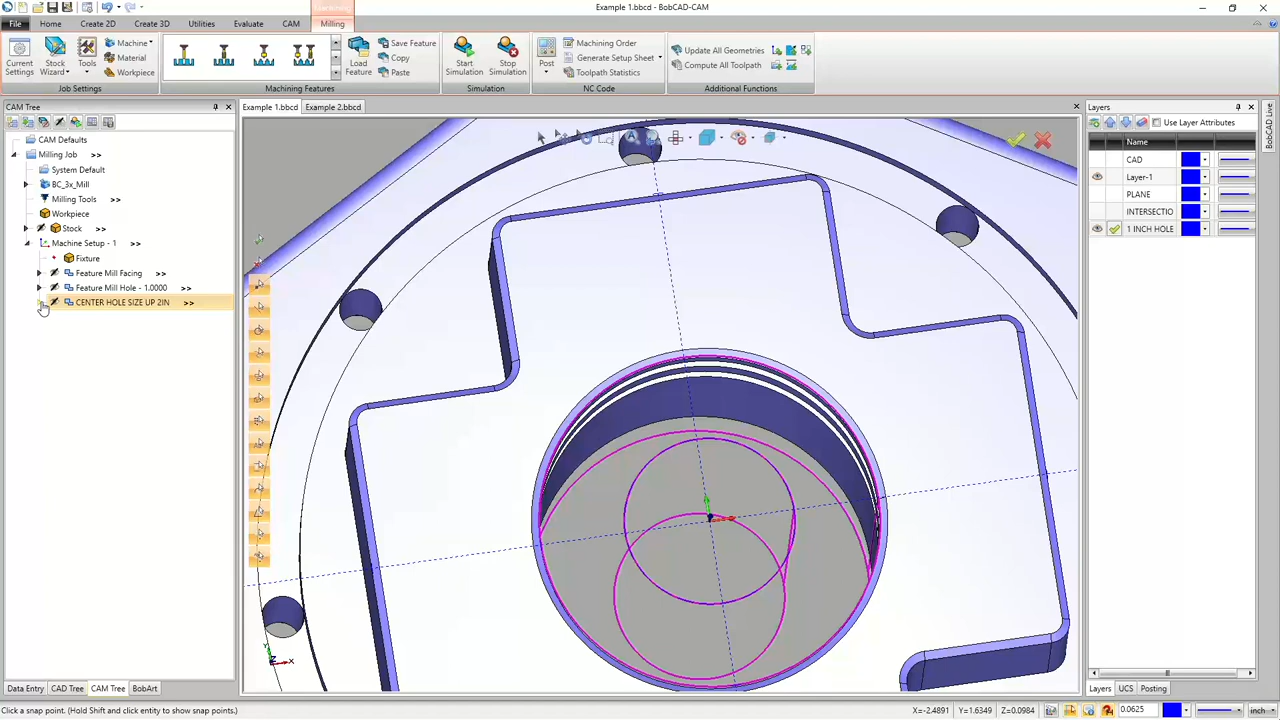 Example 1.bbcd - BobCAD-CAM
Machining
File
Home
Create 2D
Create 3D
Utilities
Evaluate
CAM
Milling
Current Settings
Stock Wizard
Tools
Machine
Material
Workpiece
Job Settings
Load Feature
Save Feature
Copy
Paste
Machining Features
Start Simulation
Stop Simulation
Simulation
Post
Machining Order
Generate Setup Sheet
Toolpath Statistics
NC Code
Update All Geometries
Compute All Toolpath
Additional Functions
CAM Tree
Example 1.bbcd
Example 2.bbcd
Layers
BobCAD Live
CAM Defaults
Milling Job >>
System Default
BC_3x_Mill
Milling Tools >>
Workpiece
Stock >>
Machine Setup - 1 >>
Fixture
Feature Mill Facing >>
Feature Mill Hole - 1.0000 >>
CENTER HOLE SIZE UP 2IN >>
Use Layer Attributes
Name
CAD
Layer-1
PLANE
INTERSECTIO
1 INCH HOLE
Y
Z
X
Data Entry
CAD Tree
CAM Tree
BobArt
Layers
UCS
Posting
Click a snap point. (Hold Shift and click entity to show snap points.)
X=-2.4891
Y=1.6349
Z=0.0984
0.0625
inch